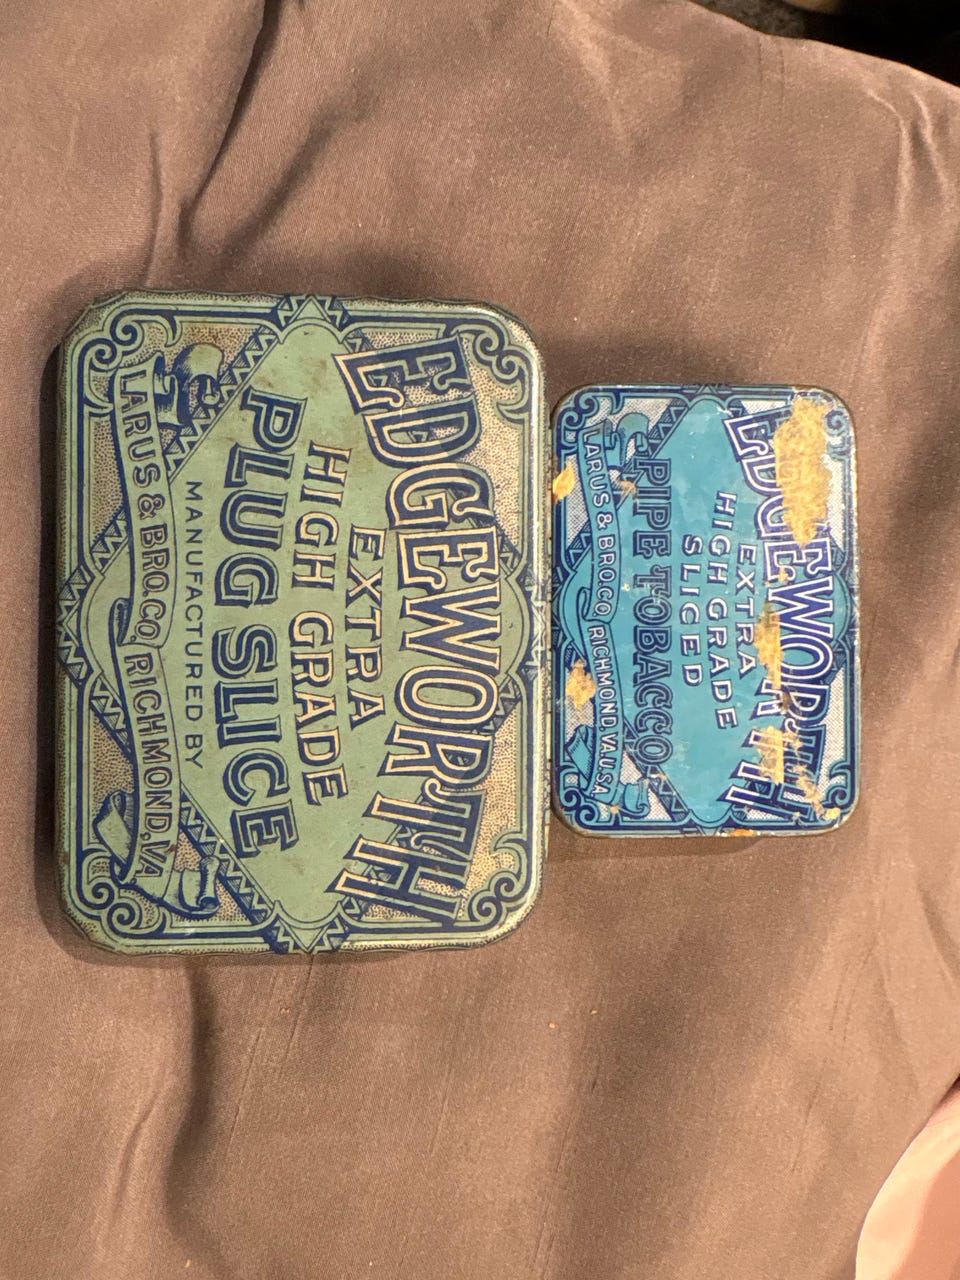 EDGEWORTH
EXTRA
HIGH GRADE
PLUG SLICE
MANUFACTURED BY
LARUS & BRO. CO., RICHMOND, VA
EDGEWORTH
EXTRA
HIGH GRADE
SLICED
PIPE TOBACCO
LARUS & BRO. CO., RICHMOND, VA. U.S.A